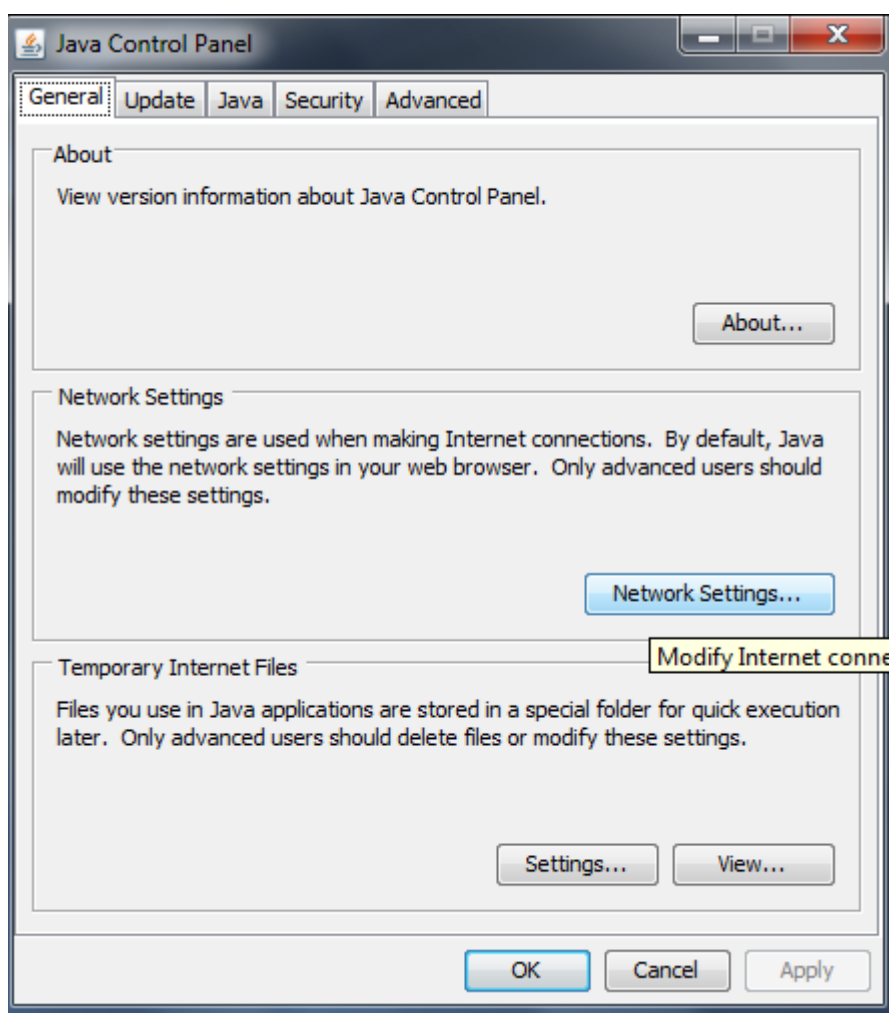 Java Control Panel
General Update Java Security Advanced
About
View version information about Java Control Panel.
About...
Network Settings
Network settings are used when making Internet connections.  By default, Java
will use the network settings in your web browser.  Only advanced users should
modify these settings.
Network Settings...
Modify Internet conne
Temporary Internet Files
Files you use in Java applications are stored in a special folder for quick execution
later.  Only advanced users should delete files or modify these settings.
Settings... View...
OK Cancel Apply